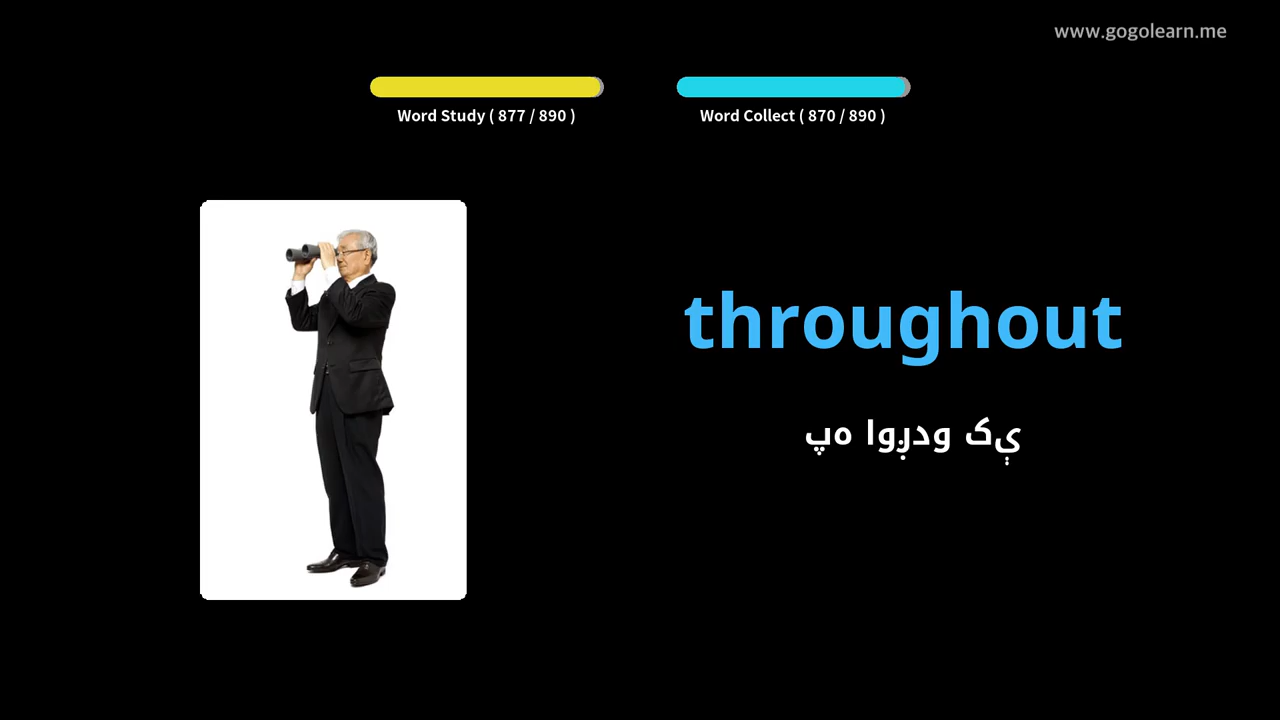 www.gogolearn.me
Word Study ( 877 / 890 )
Word Collect ( 870 / 890 )
throughout
په اوږدو کې